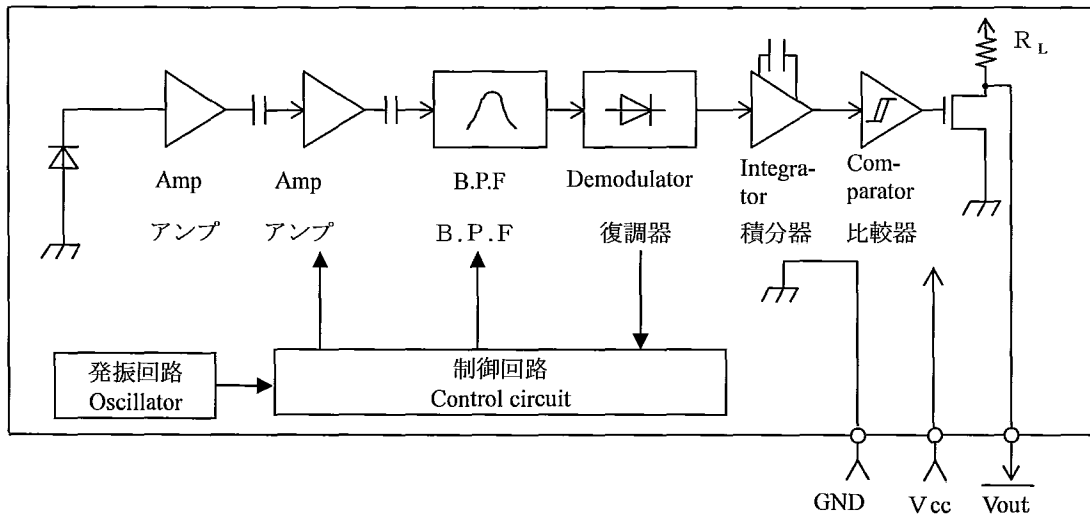 R L
Amp
アンプ
Amp
アンプ
B.P.F
B.P.F
Demodulator
復調器
Integra-
tor
積分器
Com-
parator
比較器
発振回路
Oscillator
制御回路
Control circuit
GND
Vcc
Vout